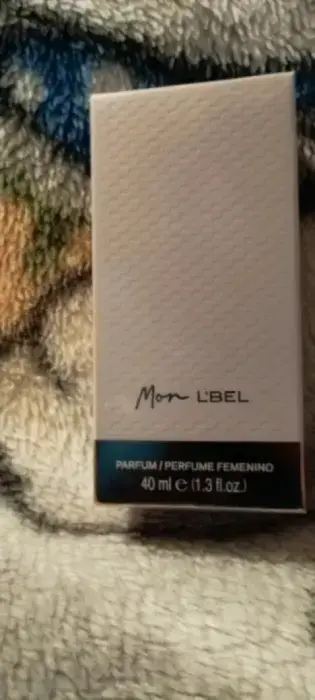 Mon L'BEL
PARFUM / PERFUME FEMENINO
40 ml e (1.3 fl.oz.)